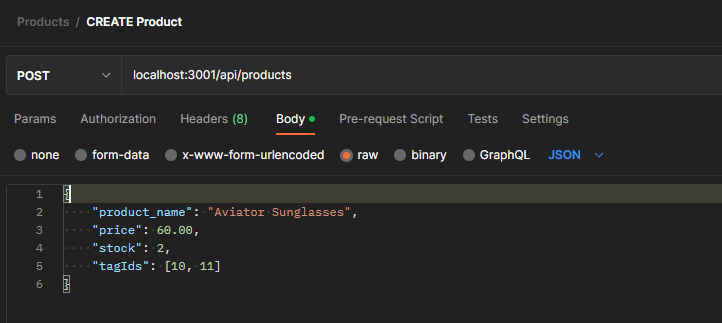 Products / CREATE Product
POST localhost:3001/api/products
Params Authorization Headers (8) Body Pre-request Script Tests Settings
none form-data x-www-form-urlencoded raw binary GraphQL JSON
1 {
2 "product_name": "Aviator Sunglasses",
3 "price": 60.00,
4 "stock": 2,
5 "tagIds": [10, 11]
6 }